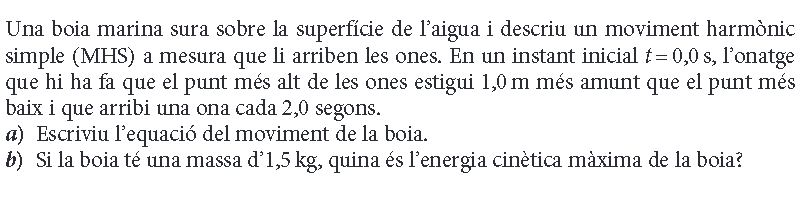 Una boia marina sura sobre la superfície de l’aigua i descriu un moviment harmònic
simple (MHS) a mesura que li arriben les ones. En un instant inicial t = 0,0 s, l’onatge
que hi ha fa que el punt més alt de les ones estigui 1,0 m més amunt que el punt més
baix i que arribi una ona cada 2,0 segons.
a) Escriviu l’equació del moviment de la boia.
b) Si la boia té una massa d’1,5 kg, quina és l’energia cinètica màxima de la boia?